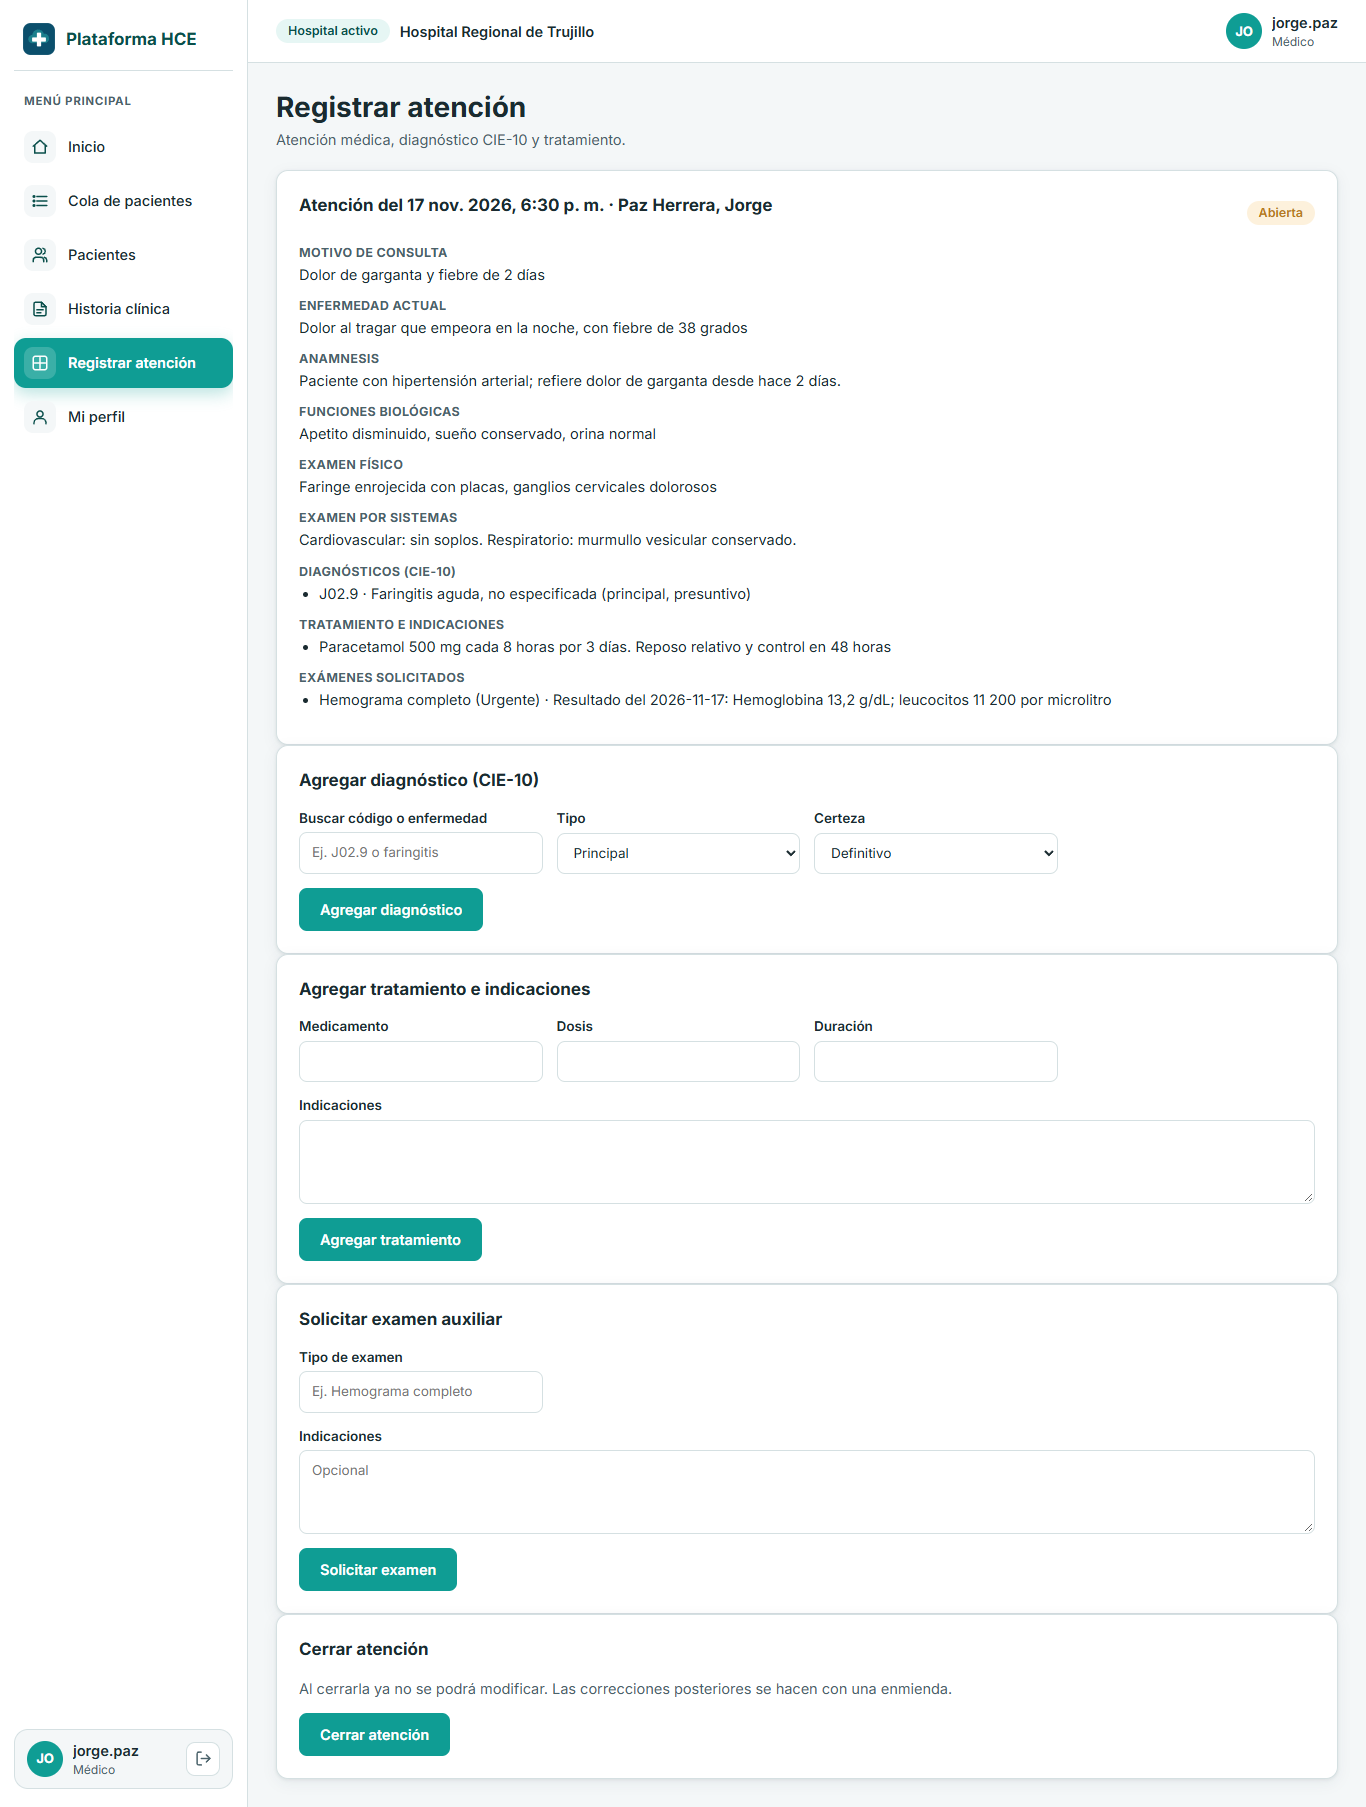 Plataforma HCE
MENÚ PRINCIPAL
Inicio
Cola de pacientes
Pacientes
Historia clínica
Registrar atención
Mi perfil
JO
jorge.paz
Médico
Hospital activo
Hospital Regional de Trujillo
JO
jorge.paz
Médico
Registrar atención
Atención médica, diagnóstico CIE-10 y tratamiento.
Atención del 17 nov. 2026, 6:30 p. m. · Paz Herrera, Jorge
Abierta
MOTIVO DE CONSULTA
Dolor de garganta y fiebre de 2 días
ENFERMEDAD ACTUAL
Dolor al tragar que empeora en la noche, con fiebre de 38 grados
ANAMNESIS
Paciente con hipertensión arterial; refiere dolor de garganta desde hace 2 días.
FUNCIONES BIOLÓGICAS
Apetito disminuido, sueño conservado, orina normal
EXAMEN FÍSICO
Faringe enrojecida con placas, ganglios cervicales dolorosos
EXAMEN POR SISTEMAS
Cardiovascular: sin soplos. Respiratorio: murmullo vesicular conservado.
DIAGNÓSTICOS (CIE-10)
• J02.9 · Faringitis aguda, no especificada (principal, presuntivo)
TRATAMIENTO E INDICACIONES
• Paracetamol 500 mg cada 8 horas por 3 días. Reposo relativo y control en 48 horas
EXÁMENES SOLICITADOS
• Hemograma completo (Urgente) · Resultado del 2026-11-17: Hemoglobina 13,2 g/dL; leucocitos 11 200 por microlitro
Agregar diagnóstico (CIE-10)
Buscar código o enfermedad
Tipo
Certeza
Ej. J02.9 o faringitis
Principal
Definitivo
Agregar diagnóstico
Agregar tratamiento e indicaciones
Medicamento
Dosis
Duración
Indicaciones
Agregar tratamiento
Solicitar examen auxiliar
Tipo de examen
Ej. Hemograma completo
Indicaciones
Opcional
Solicitar examen
Cerrar atención
Al cerrarla ya no se podrá modificar. Las correcciones posteriores se hacen con una enmienda.
Cerrar atención